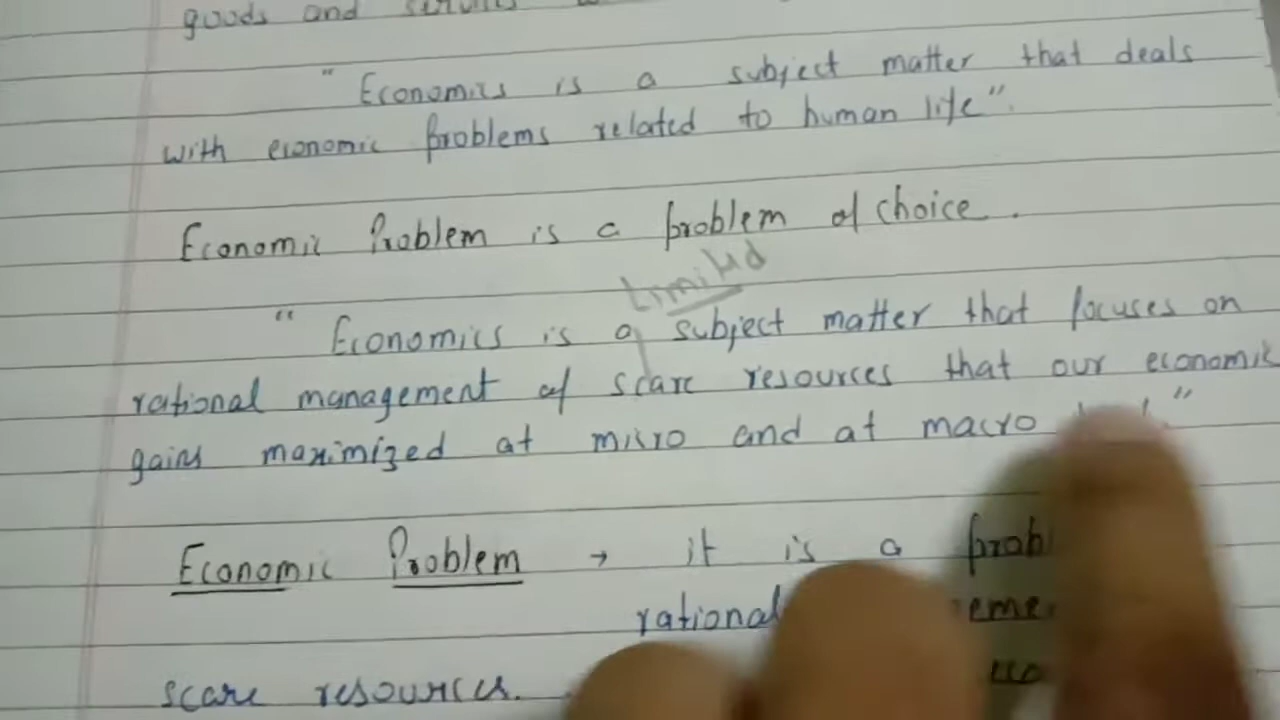 goods and
" Economics is a subject matter that deals
with economic problems related to human life".
Economic Problem is a problem of choice.
Limited
" Economics is a subject matter that focuses on
rational management of scare resources that our economic
gains maximized at micro and at macro "
Economic Problem → it is a
rational
scare resources.